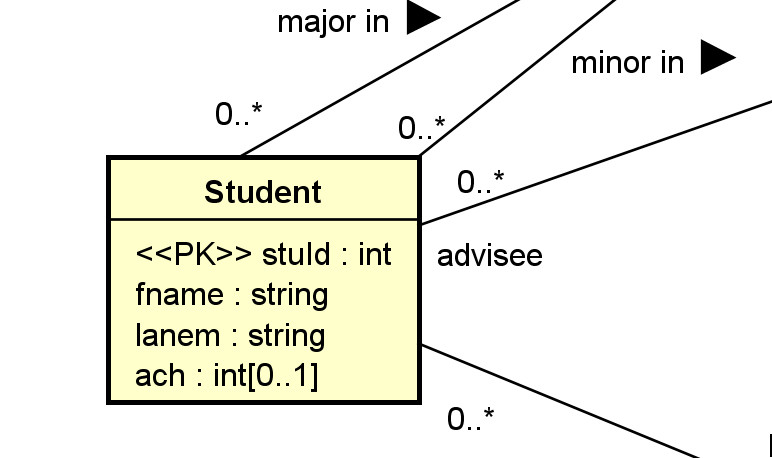 major in
minor in
0..*
0..*
0..*
Student
<<PK>> stuId : int
advisee
fname : string
lanem : string
ach : int[0..1]
0..*